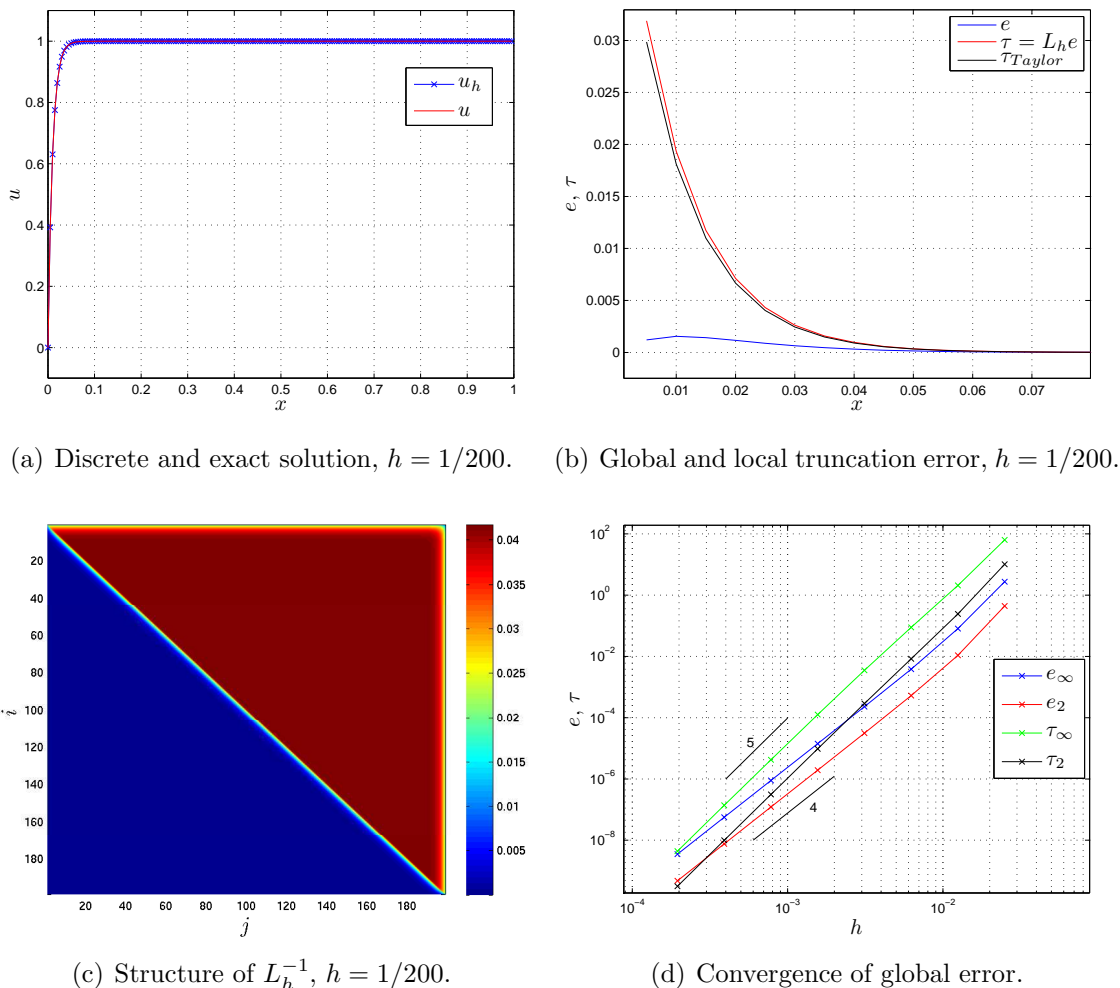 1
0.8
0.6
0.4
0.2
0
u
u_h
u
0 0.1 0.2 0.3 0.4 0.5 0.6 0.7 0.8 0.9 1
x
(a) Discrete and exact solution, h = 1/200.
0.03
0.025
0.02
0.015
0.01
0.005
0
e, τ
e
τ = L_h e
τ_Taylor
0.01 0.02 0.03 0.04 0.05 0.06 0.07
x
(b) Global and local truncation error, h = 1/200.
20
40
60
80
100
120
140
160
180
i
20 40 60 80 100 120 140 160 180
j
0.04
0.035
0.03
0.025
0.02
0.015
0.01
0.005
(c) Structure of L_h^{-1}, h = 1/200.
10^2
10^0
10^{-2}
10^{-4}
10^{-6}
10^{-8}
e, τ
5
4
e_∞
e_2
τ_∞
τ_2
10^{-4} 10^{-3} 10^{-2}
h
(d) Convergence of global error.